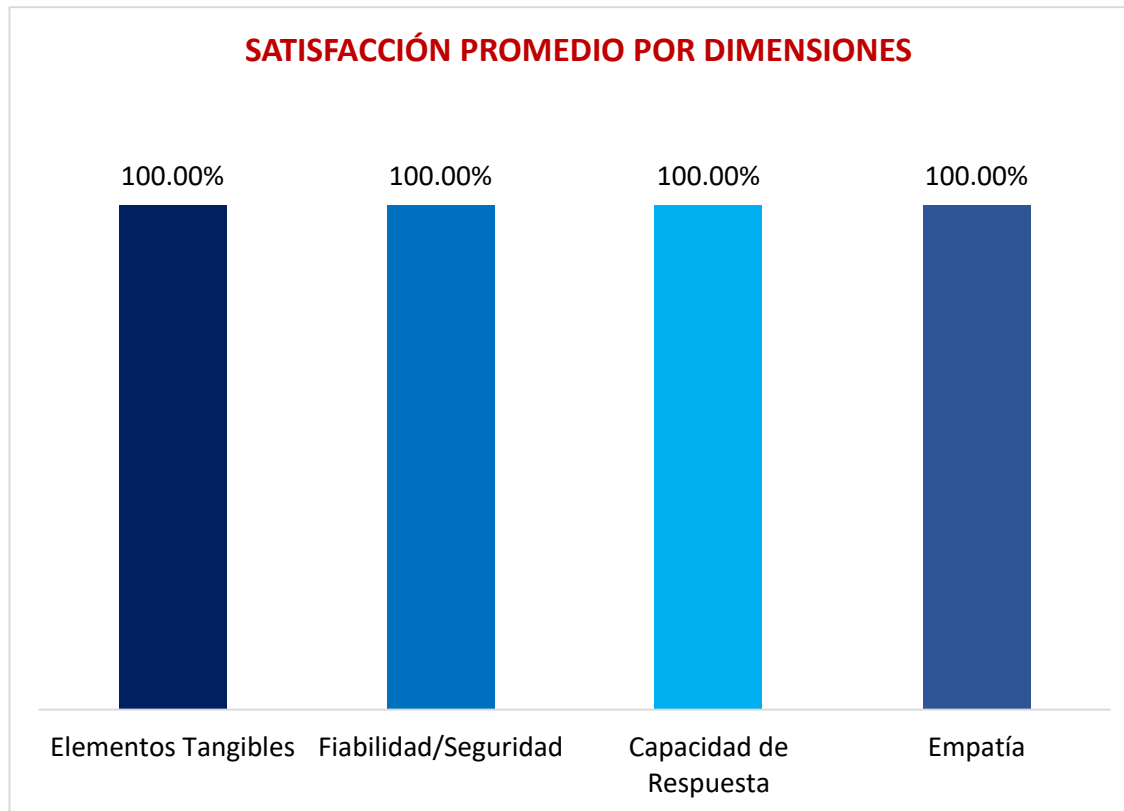 SATISFACCIÓN PROMEDIO POR DIMENSIONES
100.00% 100.00% 100.00% 100.00%
Elementos Tangibles Fiabilidad/Seguridad Capacidad de Empatía
Respuesta